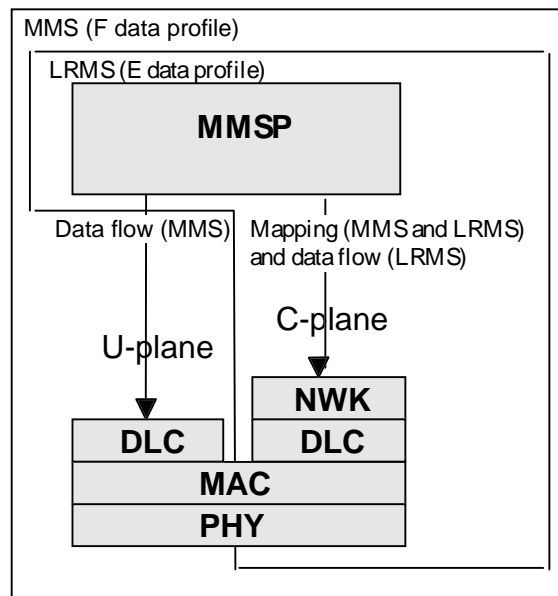 MMS (F data profile)
LRMS (E data profile)
MMSP
Data flow (MMS)
Mapping (MMS and LRMS)
and data flow (LRMS)
C-plane
U-plane
NWK
DLC
DLC
MAC
PHY